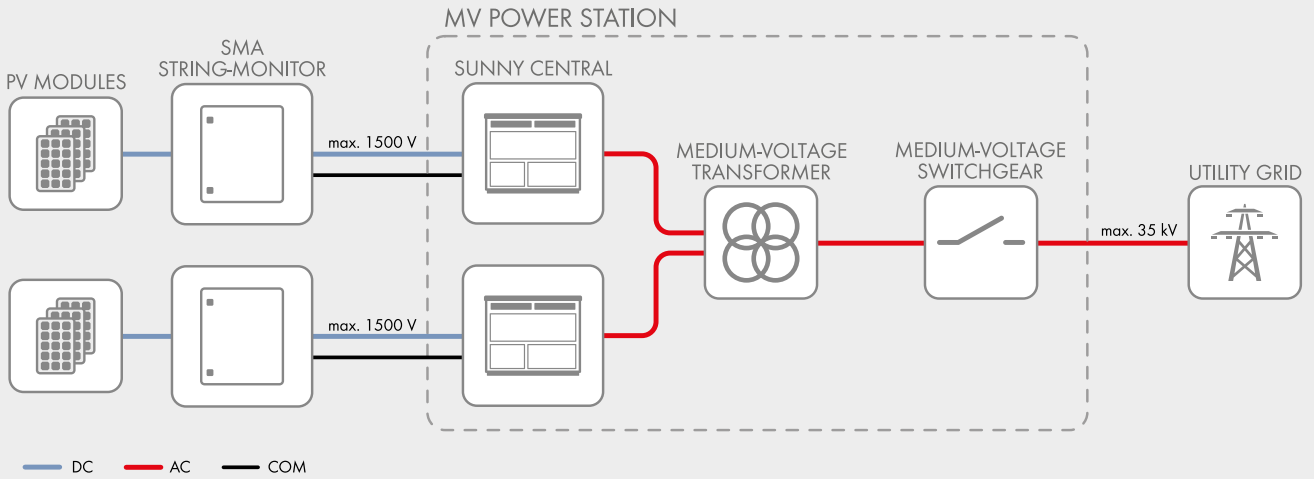 MV POWER STATION
SMA
STRING-MONITOR
PV MODULES
SUNNY CENTRAL
max. 1500 V
MEDIUM-VOLTAGE
TRANSFORMER
MEDIUM-VOLTAGE
SWITCHGEAR
UTILITY GRID
max. 35 kV
max. 1500 V
DC
AC
COM